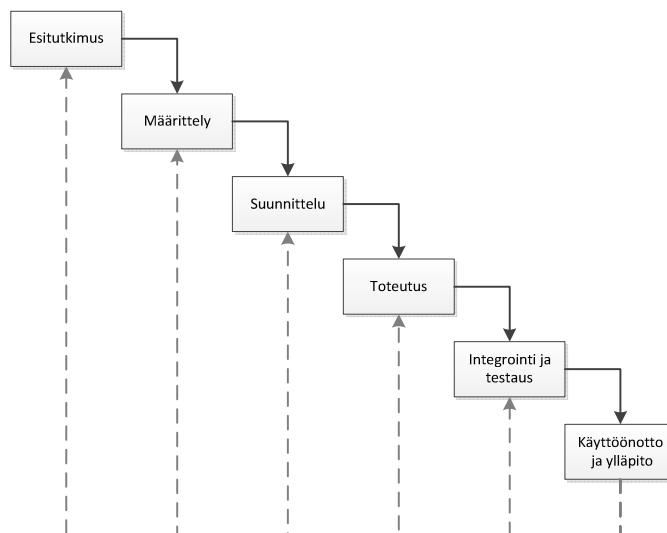 Esitutkimus
Määrittely
Suunnittelu
Toteutus
Integrointi ja
testaus
Käyttöönotto
ja ylläpito